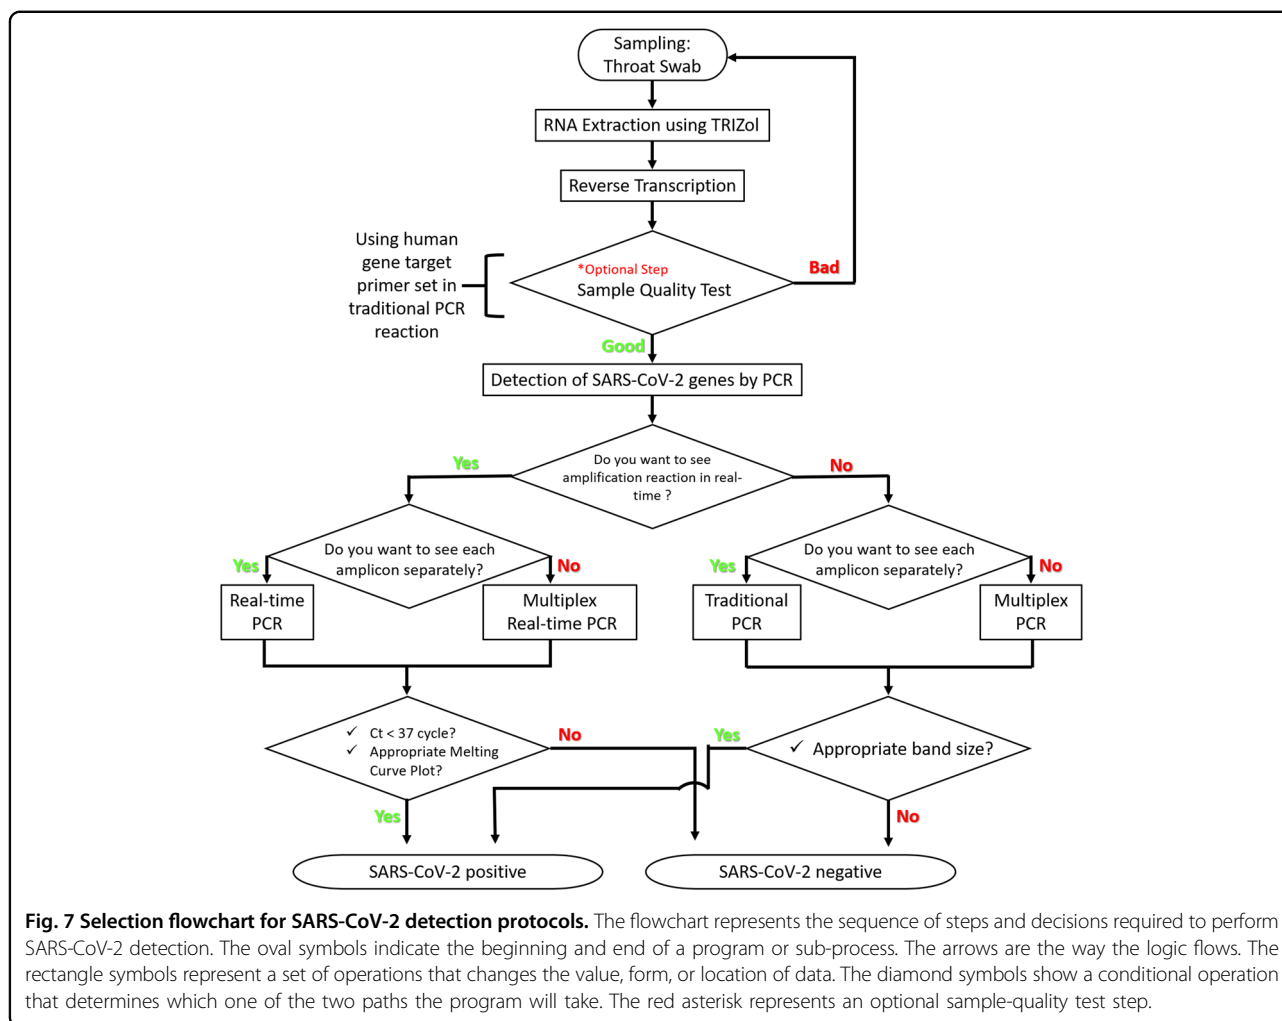 Sampling:
Throat Swab
RNA Extraction using TRIZol
Reverse Transcription
Using human
gene target
primer set in
traditional PCR
reaction
*Optional Step
Sample Quality Test
Bad
Good
Detection of SARS-CoV-2 genes by PCR
Do you want to see
amplification reaction in real-
time ?
Yes
No
Do you want to see each
amplicon separately?
Yes
No
Do you want to see each
amplicon separately?
Yes
No
Real-time
PCR
Multiplex
Real-time PCR
Traditional
PCR
Multiplex
PCR
✓ Ct < 37 cycle?
✓ Appropriate Melting
Curve Plot?
No
Yes
✓ Appropriate band size?
Yes
No
SARS-CoV-2 positive
SARS-CoV-2 negative
Fig. 7 Selection flowchart for SARS-CoV-2 detection protocols. The flowchart represents the sequence of steps and decisions required to perform
SARS-CoV-2 detection. The oval symbols indicate the beginning and end of a program or sub-process. The arrows are the way the logic flows. The
rectangle symbols represent a set of operations that changes the value, form, or location of data. The diamond symbols show a conditional operation
that determines which one of the two paths the program will take. The red asterisk represents an optional sample-quality test step.